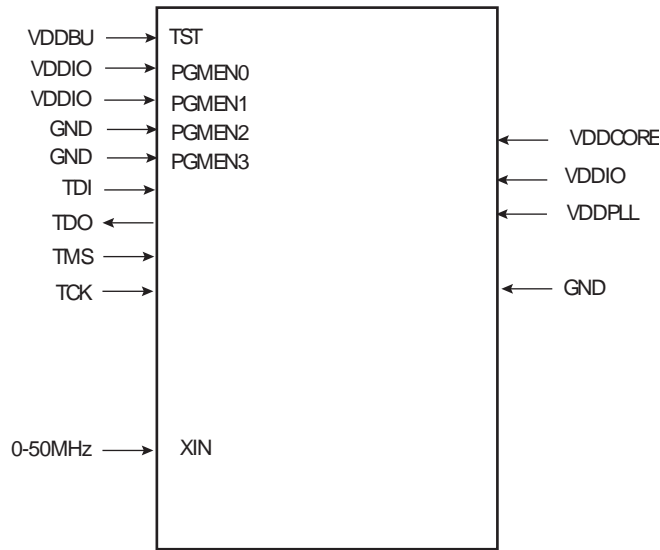 VDDBU TST
VDDIO PGMEN0
VDDIO PGMEN1
GND PGMEN2
GND PGMEN3
TDI
TDO
TMS
TCK
0-50MHz XIN
VDDCORE
VDDIO
VDDPLL
GND